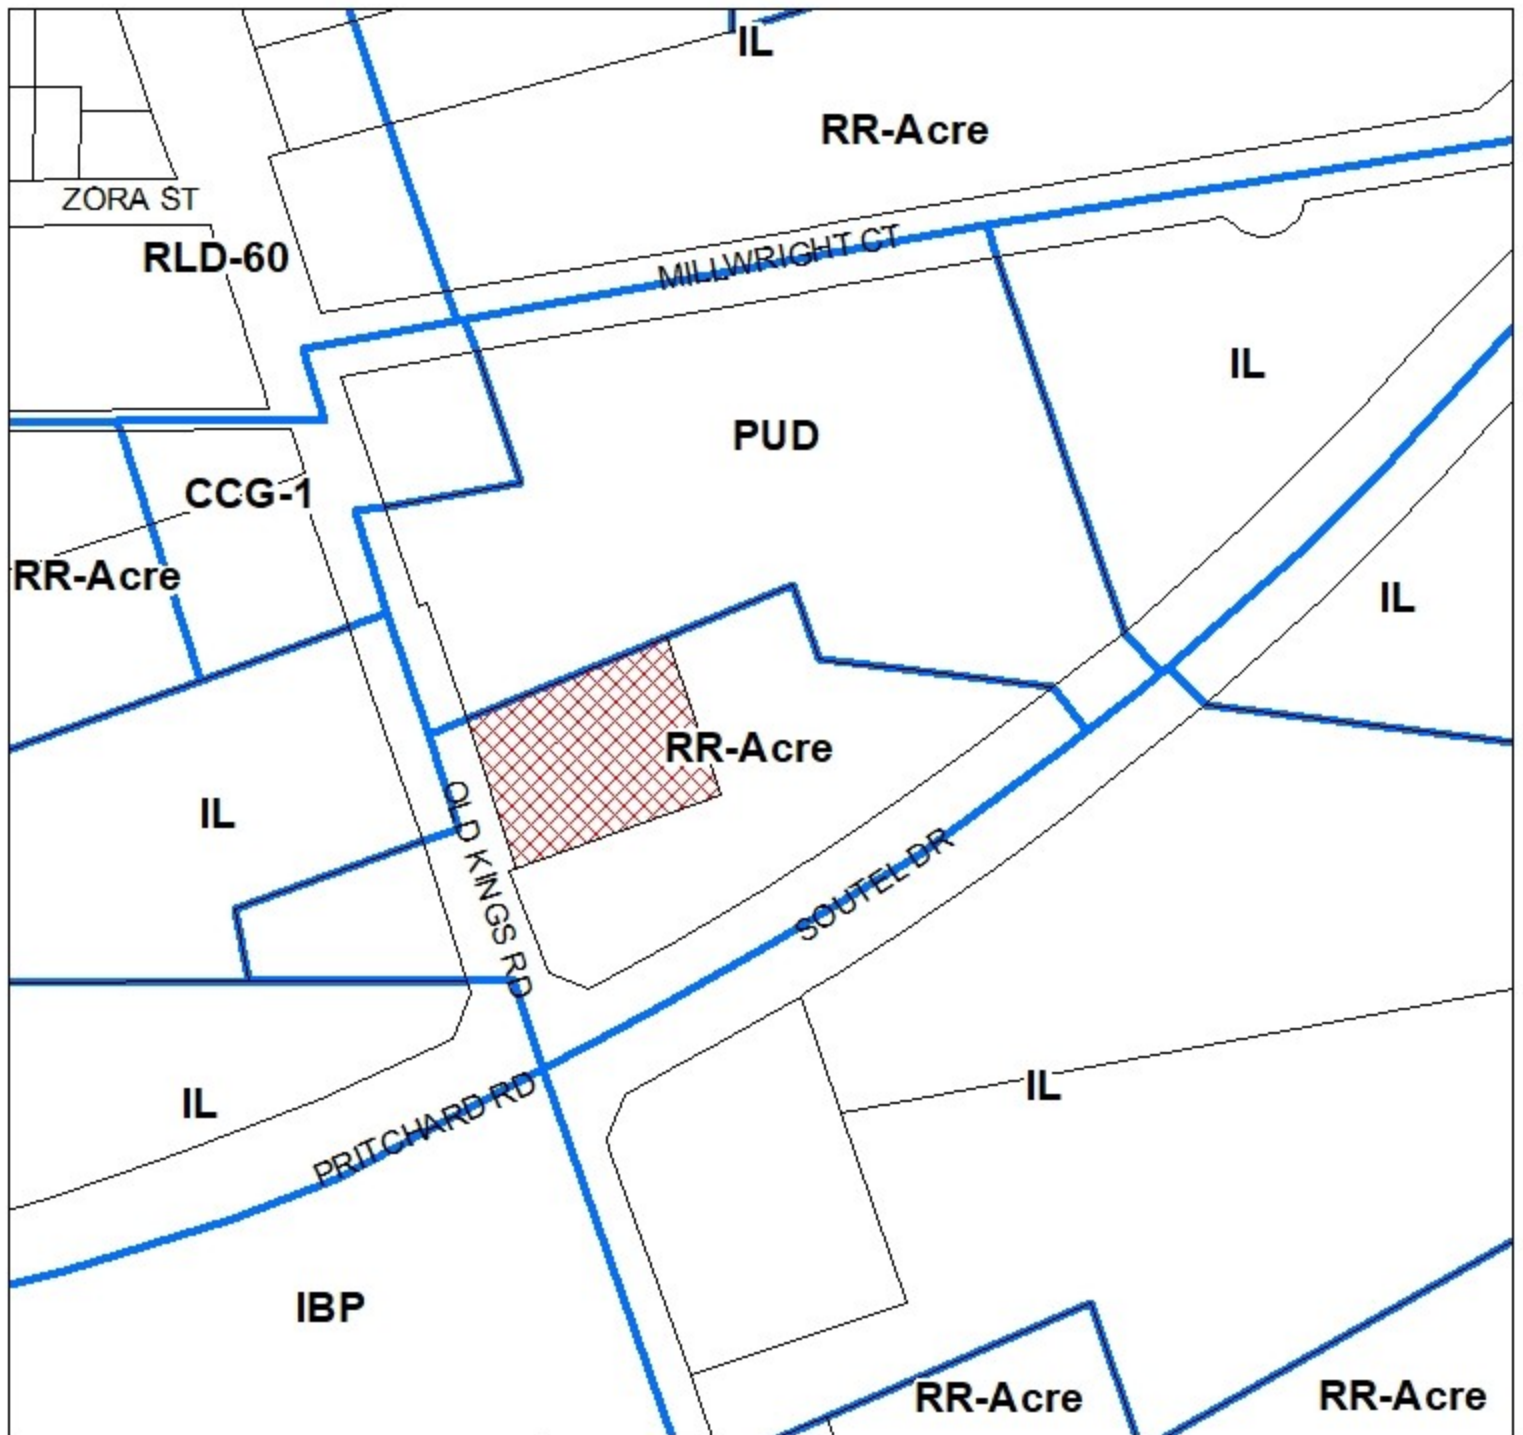 IL
RR-Acre
ZORA ST
RLD-60
MILLWRIGHT CT
IL
PUD
CCG-1
RR-Acre
IL
RR-Acre
IL
OLD KINGS RD
SOUTEL DR
IL
IL
PRITCHARD RD
IBP
RR-Acre
RR-Acre